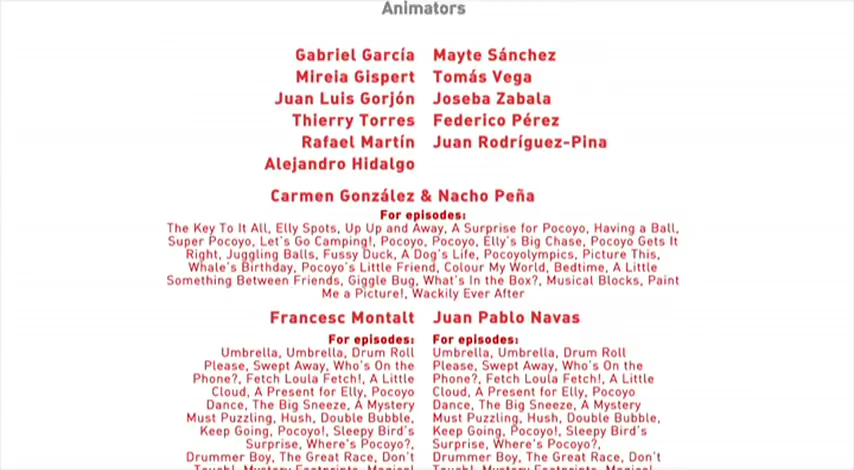 Animators
Gabriel García Mayte Sánchez
Mireia Gispert Tomás Vega
Juan Luis Gorjón Joseba Zabala
Thierry Torres Federico Pérez
Rafael Martín Juan Rodríguez-Pina
Alejandro Hidalgo
Carmen González & Nacho Peña
For episodes:
The Key To It All, Elly Spots, Up Up and Away, A Surprise for Pocoyo, Having a Ball,
Super Pocoyo, Let's Go Camping!, Pocoyo, Pocoyo, Elly's Big Chase, Pocoyo Gets It
Right, Juggling Balls, Fussy Duck, A Dog's Life, Pocoyolympics, Picture This,
Whale's Birthday, Pocoyo's Little Friend, Colour My World, Bedtime, A Little
Something Between Friends, Giggle Bug, What's In the Box?, Musical Blocks, Paint
Me a Picture!, Wackily Ever After
Francesc Montalt
For episodes:
Umbrella, Umbrella, Drum Roll
Please, Swept Away, Who's On the
Phone?, Fetch Loula Fetch!, A Little
Cloud, A Present for Elly, Pocoyo
Dance, The Big Sneeze, A Mystery
Must Puzzling, Hush, Double Bubble,
Keep Going, Pocoyo!, Sleepy Bird's
Surprise, Where's Pocoyo?,
Drummer Boy, The Great Race, Don't
Touch!, Mystery Footprints, Magical
Juan Pablo Navas
For episodes:
Umbrella, Umbrella, Drum Roll
Please, Swept Away, Who's On the
Phone?, Fetch Loula Fetch!, A Little
Cloud, A Present for Elly, Pocoyo
Dance, The Big Sneeze, A Mystery
Must Puzzling, Hush, Double Bubble,
Keep Going, Pocoyo!, Sleepy Bird's
Surprise, Where's Pocoyo?,
Drummer Boy, The Great Race, Don't
Touch!, Mystery Footprints, Magical